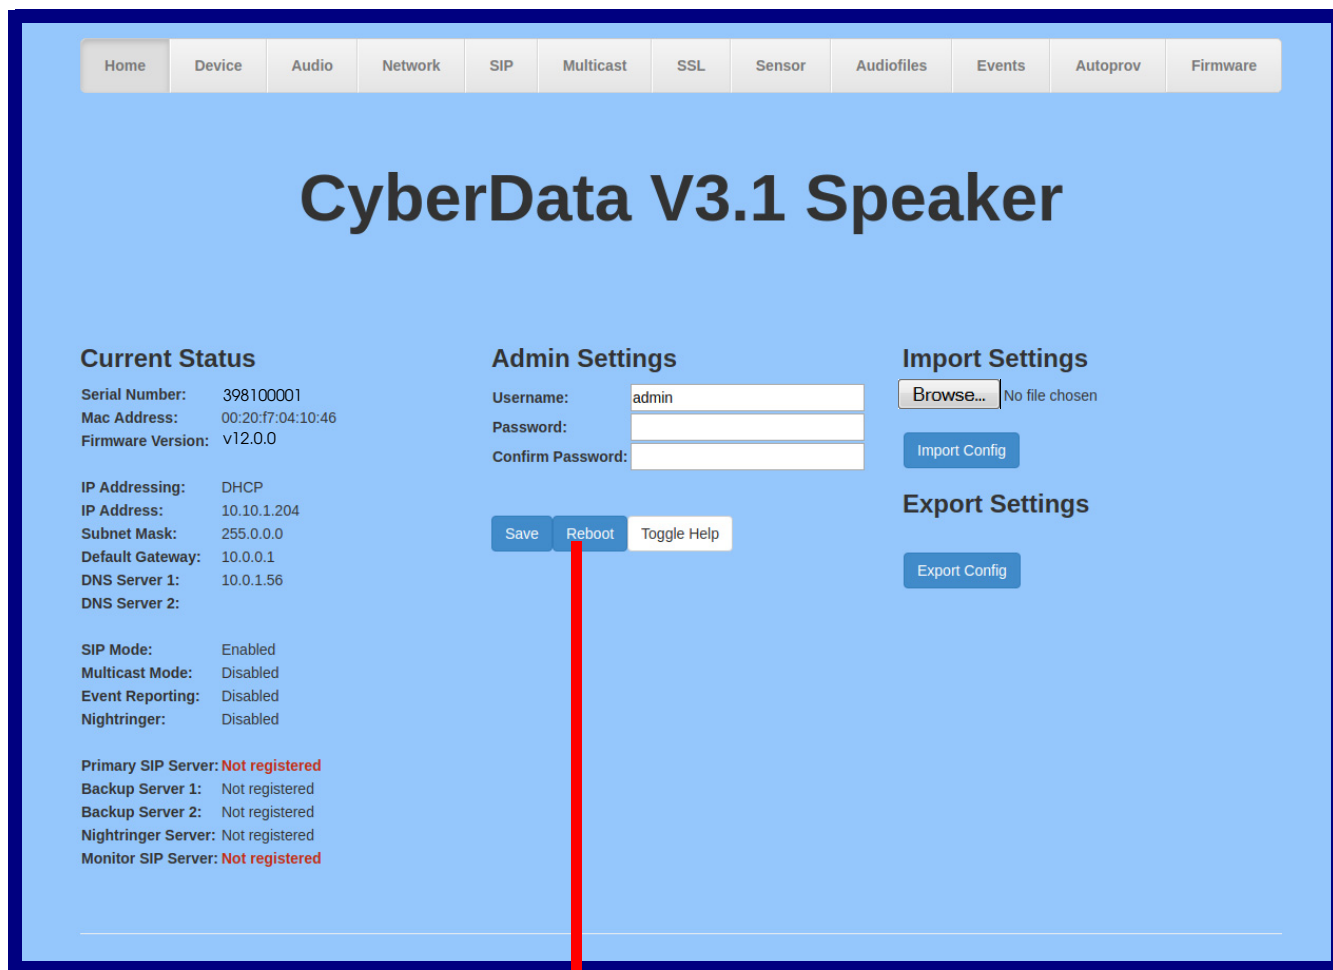 Home Device Audio Network SIP Multicast SSL Sensor Audiofiles Events Autoprov Firmware
CyberData V3.1 Speaker
Current Status
Serial Number: 398100001
Mac Address: 00:20:f7:04:10:46
Firmware Version: v12.0.0
IP Addressing: DHCP
IP Address: 10.10.1.204
Subnet Mask: 255.0.0.0
Default Gateway: 10.0.0.1
DNS Server 1: 10.0.1.56
DNS Server 2:
SIP Mode: Enabled
Multicast Mode: Disabled
Event Reporting: Disabled
Nightringer: Disabled
Primary SIP Server: Not registered
Backup Server 1: Not registered
Backup Server 2: Not registered
Nightringer Server: Not registered
Monitor SIP Server: Not registered
Admin Settings
Username: admin
Password:
Confirm Password:
Save Reboot Toggle Help
Import Settings
Browse... No file chosen
Import Config
Export Settings
Export Config